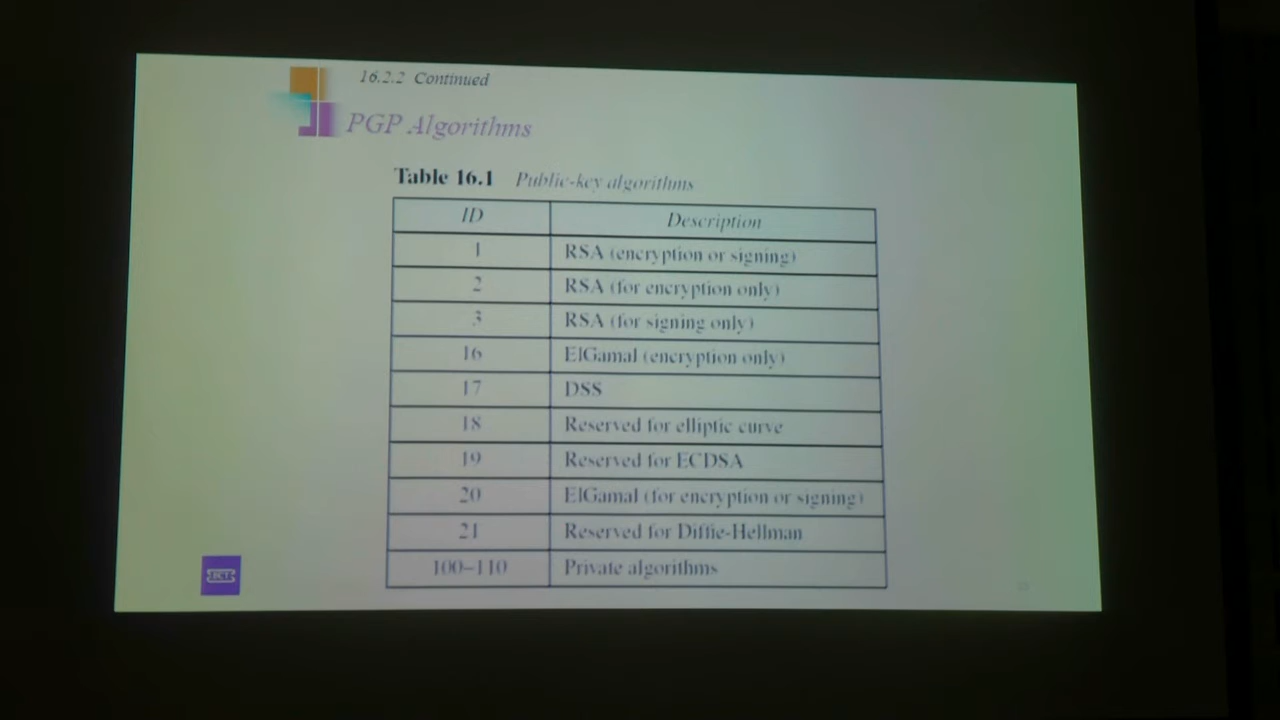 16.2.2 Continued
PGP Algorithms
Table 16.1 Public-key algorithms
ID Description
1 RSA (encryption or signing)
2 RSA (for encryption only)
3 RSA (for signing only)
16 ElGamal (encryption only)
17 DSS
18 Reserved for elliptic curve
19 Reserved for ECDSA
20 ElGamal (for encryption or signing)
21 Reserved for Diffie-Hellman
100–110 Private algorithms